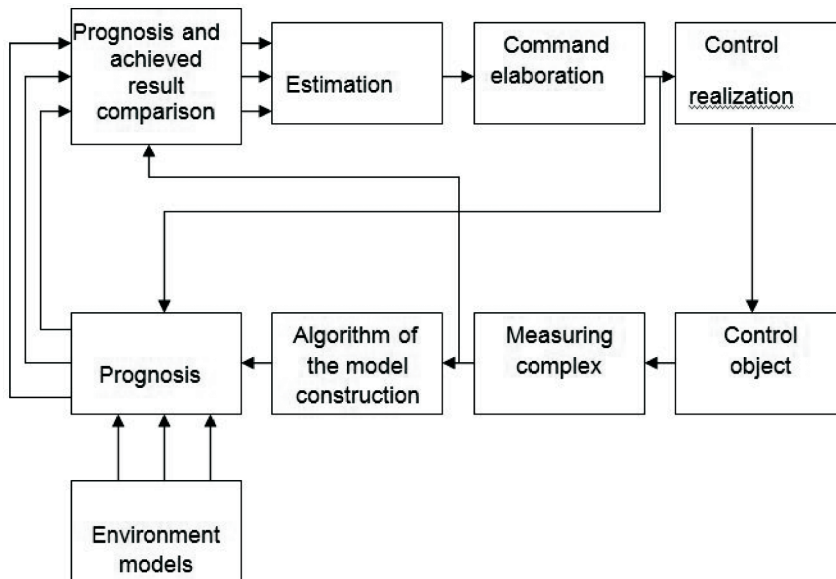 Prognosis and
achieved
result
comparison
Estimation
Command
elaboration
Control
realization
Prognosis
Algorithm of
the model
construction
Measuring
complex
Control
object
Environment
models